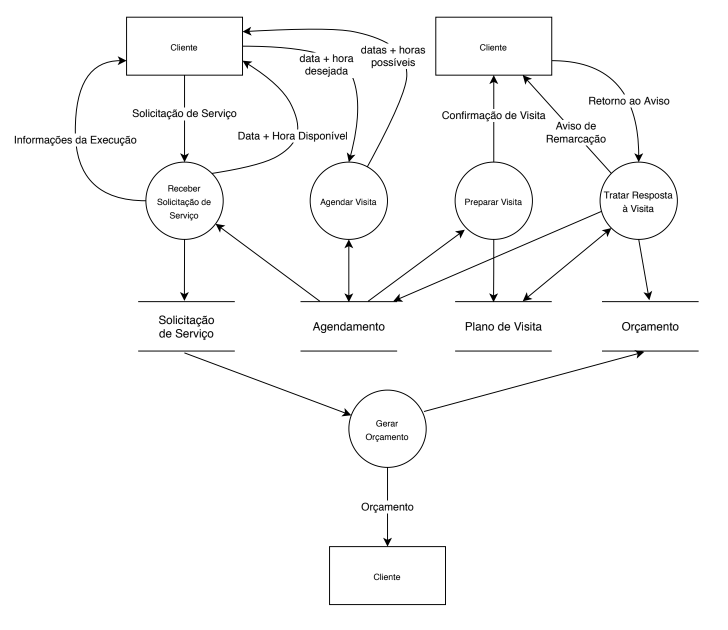 Cliente
Cliente
data + hora
desejada
datas + horas
possíveis
Solicitação de Serviço
Informações da Execução
Data + Hora Disponível
Confirmação de Visita
Retorno ao Aviso
Aviso de
Remarcação
Receber
Solicitação de
Serviço
Agendar Visita
Preparar Visita
Tratar Resposta
à Visita
Solicitação
de Serviço
Agendamento
Plano de Visita
Orçamento
Gerar
Orçamento
Orçamento
Cliente